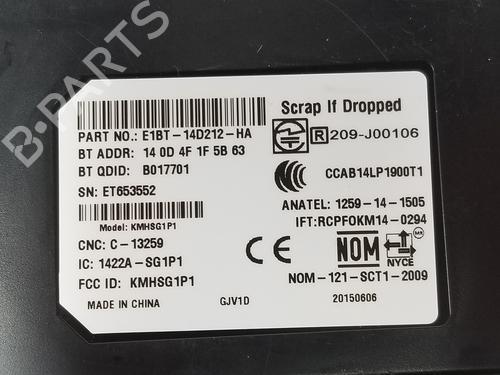 B-PARTS
Scrap If Dropped
PART NO.: E1BT-14D212-HA
R 209-J00106
BT ADDR: 14 0D 4F 1F 5B 63
BT QDID: B017701
CCAB14LP1900T1
SN: ET653552
ANATEL: 1259-14-1505
Model: KMHSG1P1
IFT:RCPFOKM14-0294
CNC: C-13259
CE
NOM
MR
NYCE
IC: 1422A-SG1P1
NOM-121-SCT1-2009
FCC ID: KMHSG1P1
MADE IN CHINA
GJV1D
20150606